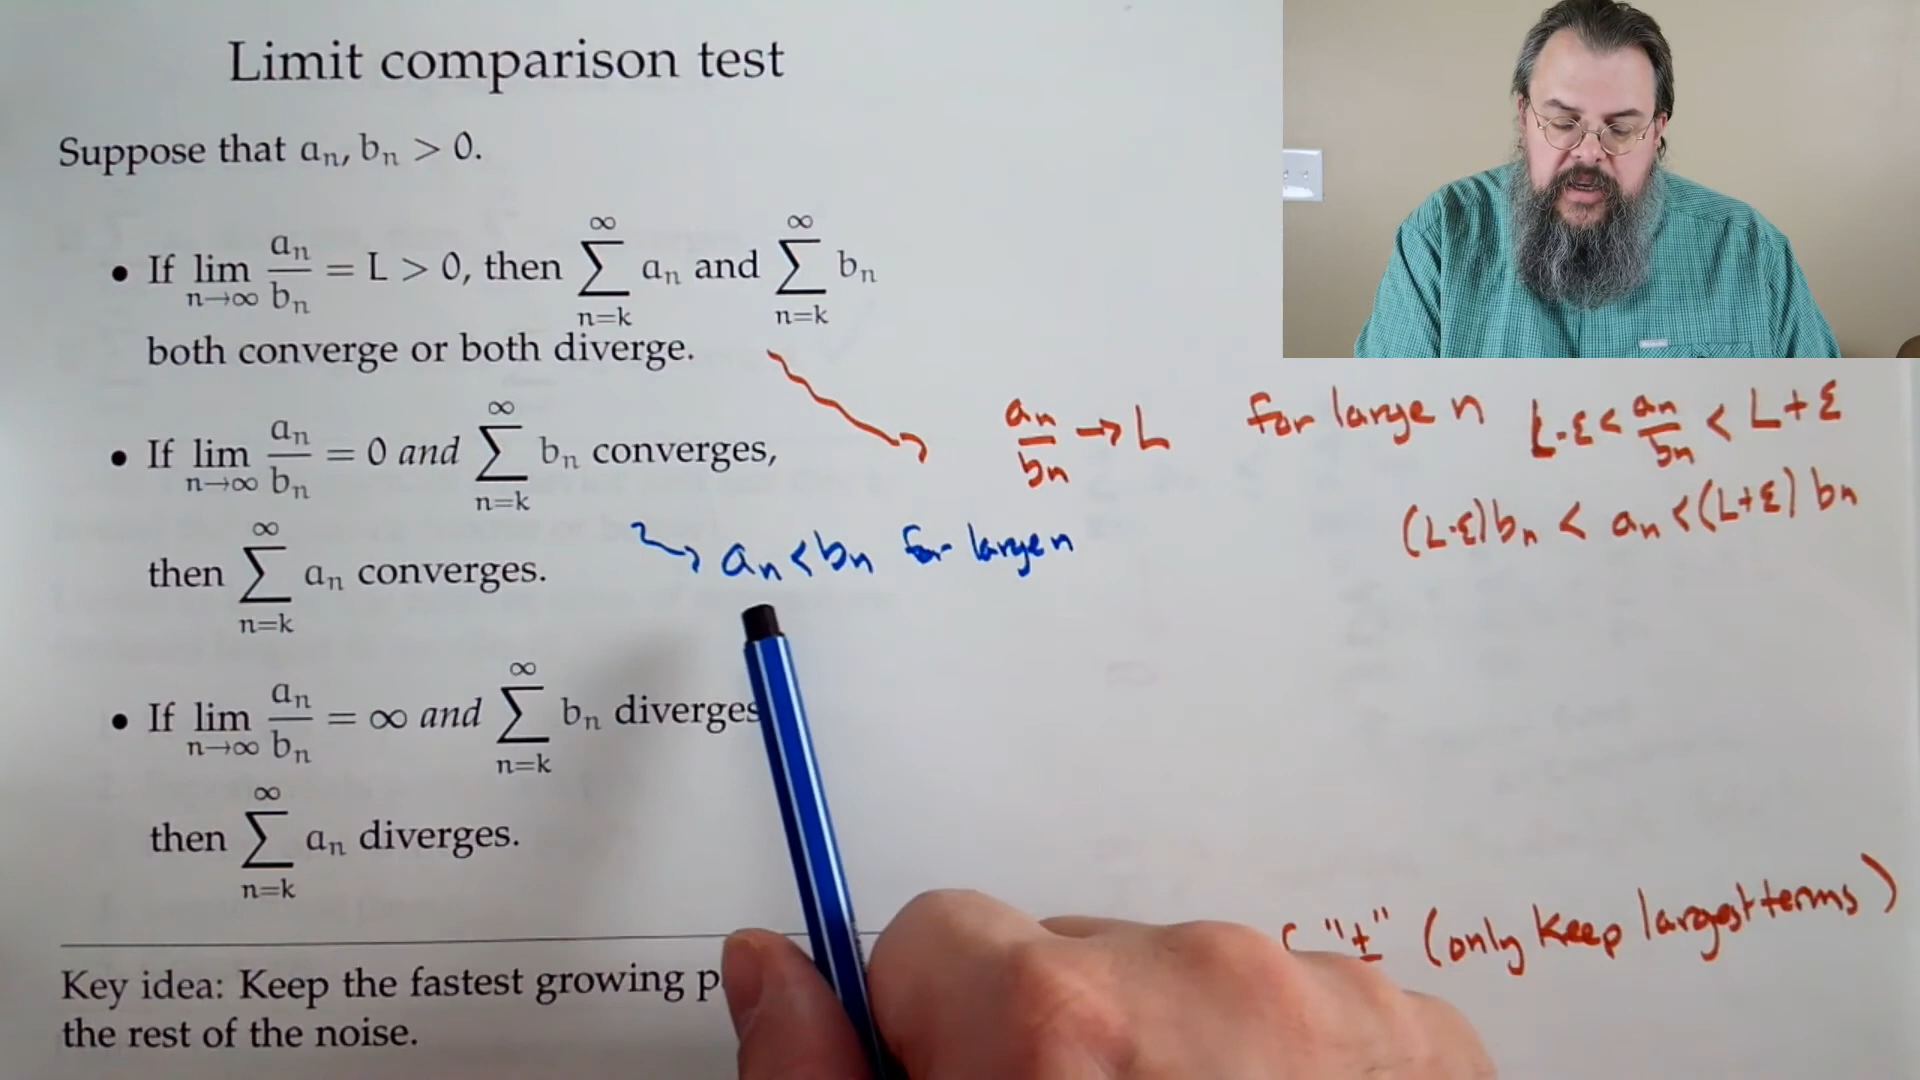 Limit comparison test
Suppose that aₙ, bₙ > 0.
• If lim n→∞ aₙ/bₙ = L > 0, then ∑ n=k ∞ aₙ and ∑ n=k ∞ bₙ
both converge or both diverge.
• If lim n→∞ aₙ/bₙ = 0 and ∑ n=k ∞ bₙ converges,
then ∑ n=k ∞ aₙ converges.
• If lim n→∞ aₙ/bₙ = ∞ and ∑ n=k ∞ bₙ diverges
then ∑ n=k ∞ aₙ diverges.
Key idea: Keep the fastest growing p
the rest of the noise.
aₙ/bₙ → L for large n L-ε < aₙ/bₙ < L+ε
(L-ε)bₙ < aₙ < (L+ε) bₙ
aₙ < bₙ for large n
"±" (only keep largest terms)